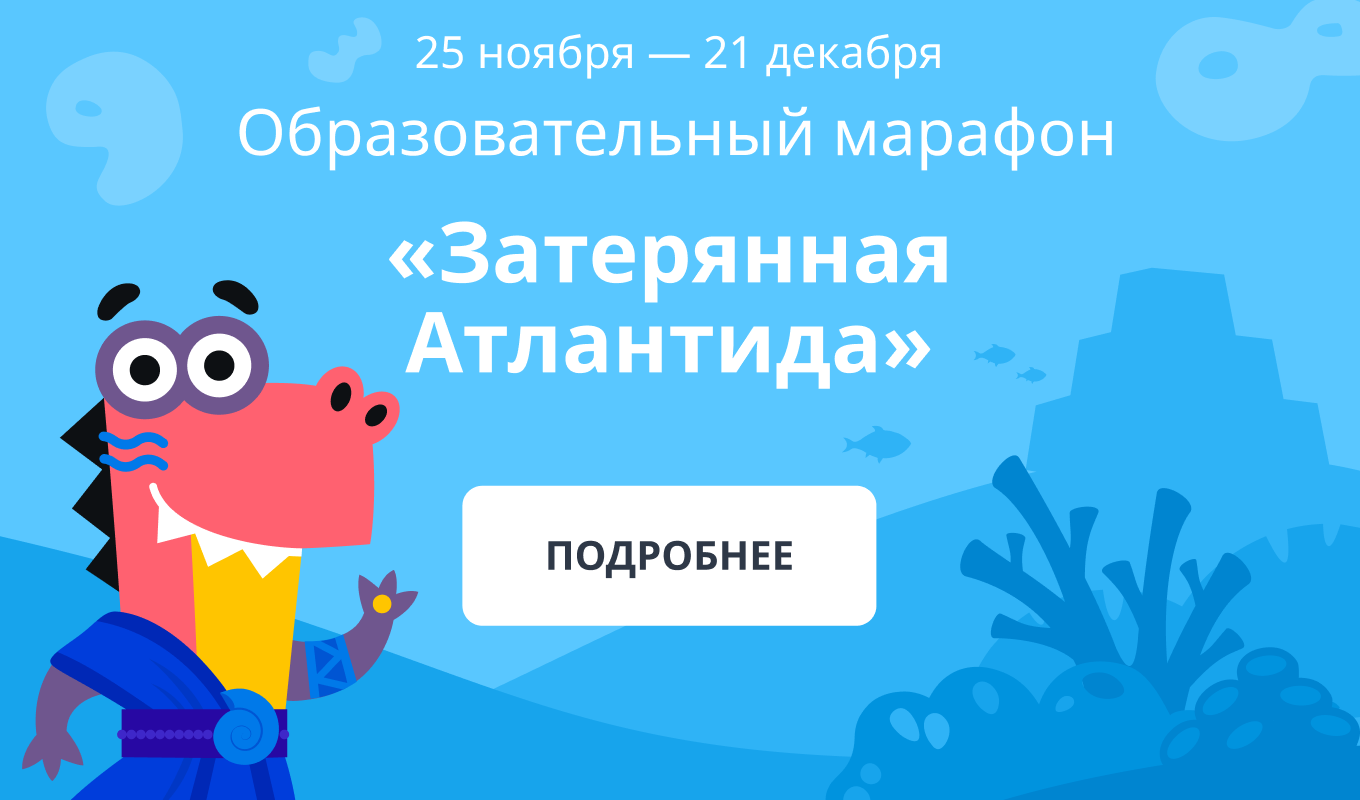 25 ноября — 21 декабря
Образовательный марафон
«Затерянная
Атлантида»
ПОДРОБНЕЕ